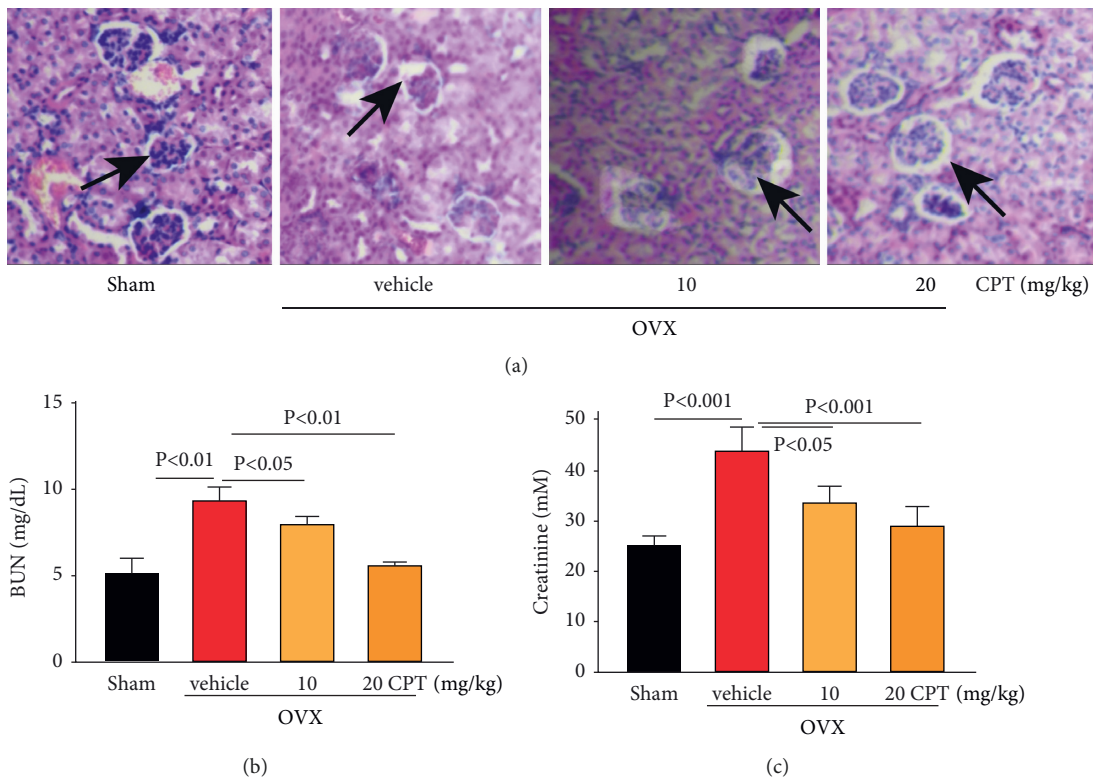 Sham vehicle 10 20 CPT (mg/kg)
OVX
(a)
15
10
5
0
BUN (mg/dL)
P<0.01
P<0.01
P<0.05
Sham vehicle 10 20 CPT (mg/kg)
OVX
(b)
50
40
30
20
10
0
Creatinine (mM)
P<0.001
P<0.001
P<0.05
Sham vehicle 10 20 CPT (mg/kg)
OVX
(c)